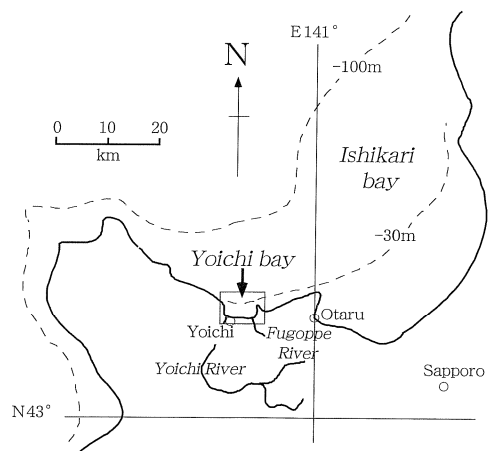 E 141°
N
-100m
0 10 20
km
Ishikari
bay
-30m
Yoichi bay
Otaru
Yoichi
Fugoppe
River
Yoichi River
Sapporo
N43°